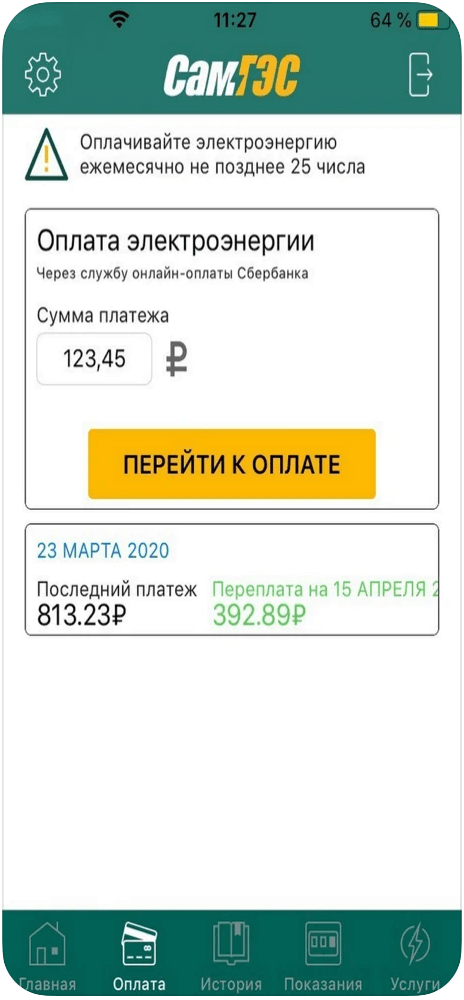 11:27
64 %
СамГЭС
Оплачивайте электроэнергию
ежемесячно не позднее 25 числа
Оплата электроэнергии
Через службу онлайн-оплаты Сбербанка
Сумма платежа
123,45 ₽
ПЕРЕЙТИ К ОПЛАТЕ
23 МАРТА 2020
Последний платеж Переплата на 15 АПРЕЛЯ 2
813.23₽ 392.89₽
Главная Оплата История Показания Услуги